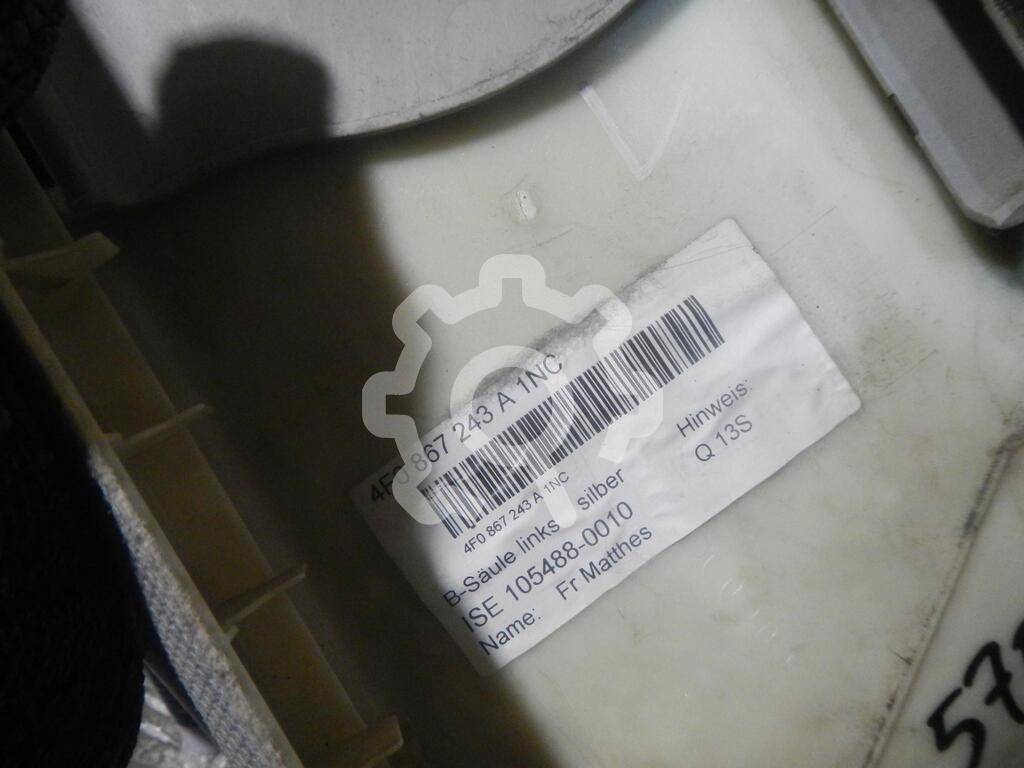 4F0 867 243 A 1NC
4F0 867 243 A 1NC
B-Säule links silber
ISE 105488-0010
Name: Fr Matthes
Hinweis:
Q 13S